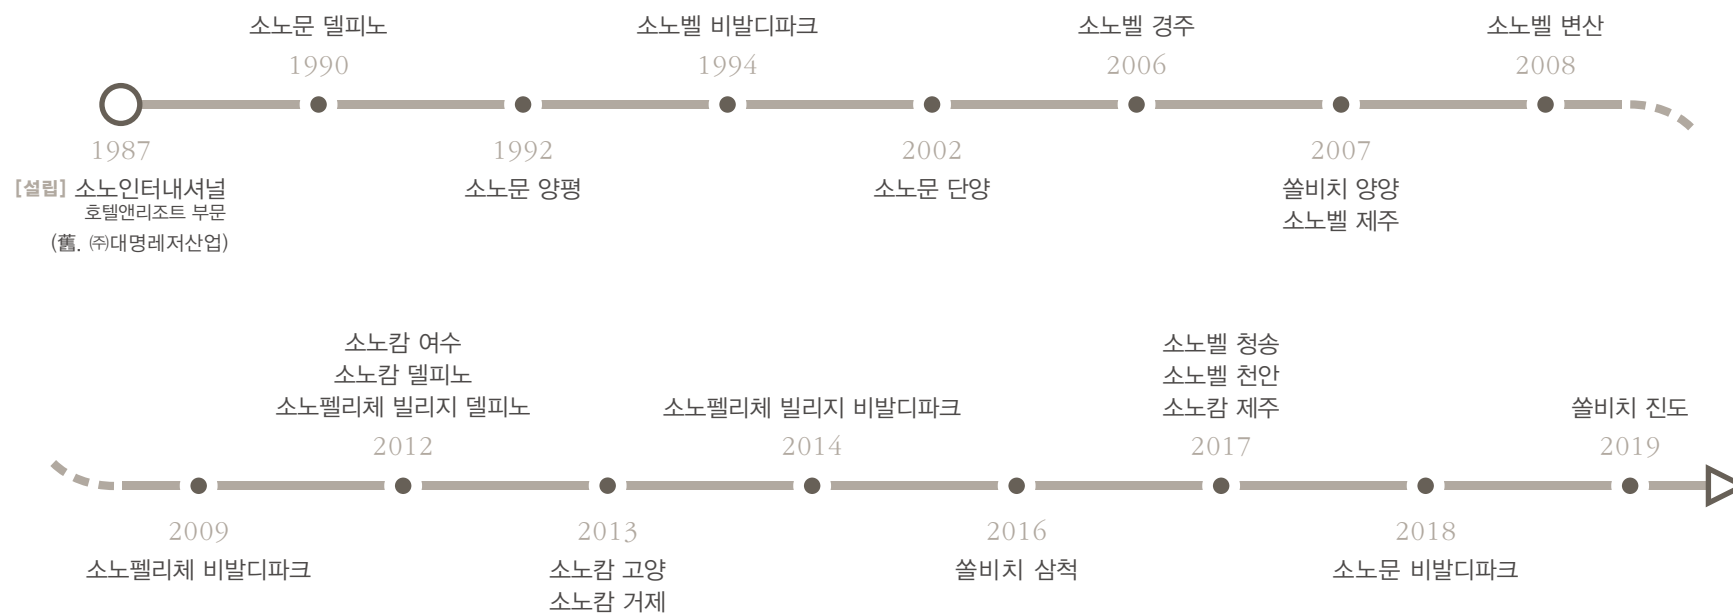 소노문 델피노
1990
소노벨 비발디파크
1994
소노벨 경주
2006
소노벨 변산
2008
1987
[설립] 소노인터내셔널
호텔앤리조트 부문
(舊. ㈜대명레저산업)
1992
소노문 양평
2002
소노문 단양
2007
쏠비치 양양
소노벨 제주
소노캄 여수
소노캄 델피노
소노펠리체 빌리지 델피노
2012
소노펠리체 빌리지 비발디파크
2014
소노벨 청송
소노벨 천안
소노캄 제주
2017
쏠비치 진도
2019
2009
소노펠리체 비발디파크
2013
소노캄 고양
소노캄 거제
2016
쏠비치 삼척
2018
소노문 비발디파크